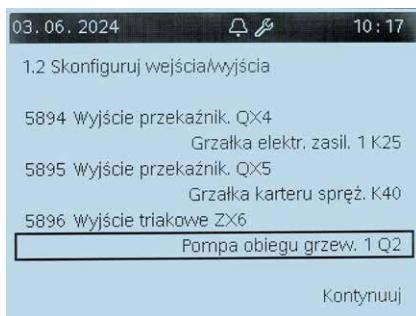 03.06.2024 10:17
1.2 Skonfiguruj wejścia/wyjścia
5894 Wyjście przekaźnik. QX4
Grzałka elektr. zasil. 1 K25
5895 Wyjście przekaźnik. QX5
Grzałka karteru spręż. K40
5896 Wyjście triakowe ZX6
Pompa obiegu grzew. 1 Q2
Kontynuuj